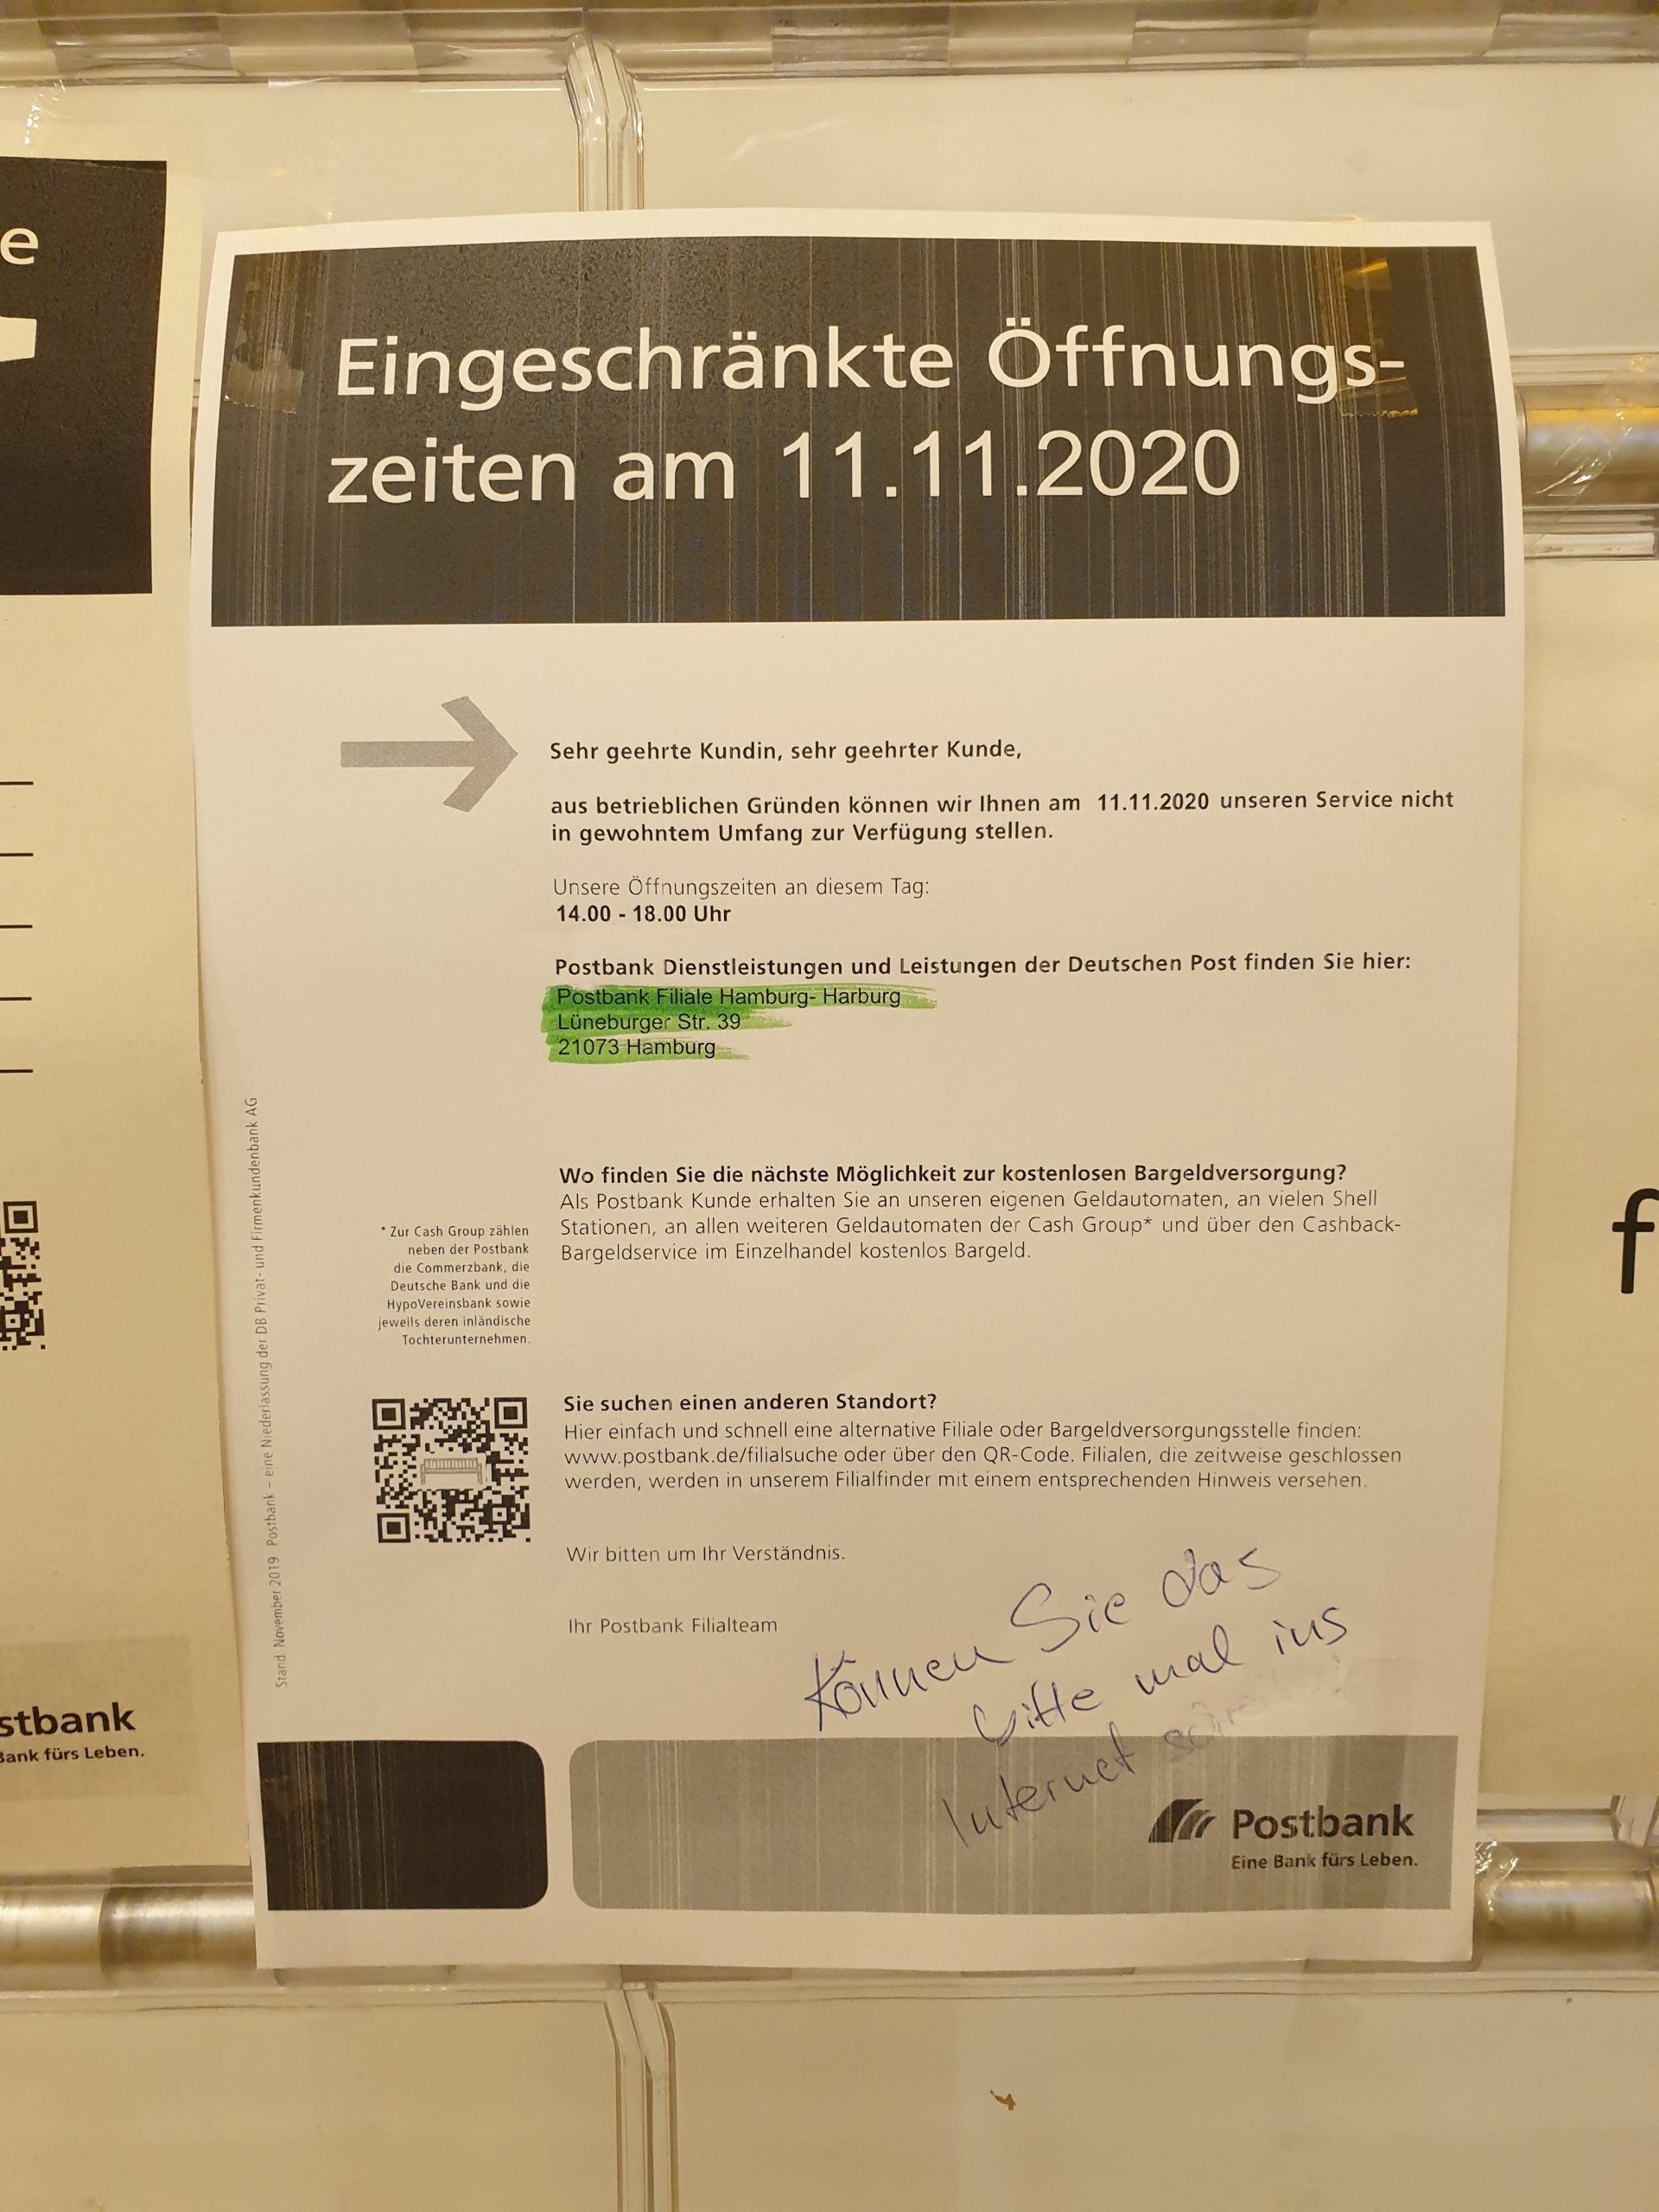 e
Eingeschränkte Öffnungs-
zeiten am 11.11.2020
Sehr geehrte Kundin, sehr geehrter Kunde,
aus betrieblichen Gründen können wir Ihnen am 11.11.2020 unseren Service nicht
in gewohntem Umfang zur Verfügung stellen.
Unsere Öffnungszeiten an diesem Tag:
14.00 - 18.00 Uhr
Postbank Dienstleistungen und Leistungen der Deutschen Post finden Sie hier:
Postbank Filiale Hamburg- Harburg
Lüneburger Str. 39
21073 Hamburg
Wo finden Sie die nächste Möglichkeit zur kostenlosen Bargeldversorgung?
Als Postbank Kunde erhalten Sie an unseren eigenen Geldautomaten, an vielen Shell
Stationen, an allen weiteren Geldautomaten der Cash Group* und über den Cashback-
Bargeldservice im Einzelhandel kostenlos Bargeld.
* Zur Cash Group zählen
neben der Postbank
die Commerzbank, die
Deutsche Bank und die
HypoVereinsbank sowie
jeweils deren inländische
Tochterunternehmen.
Sie suchen einen anderen Standort?
Hier einfach und schnell eine alternative Filiale oder Bargeldversorgungsstelle finden:
www.postbank.de/filialsuche oder über den QR-Code. Filialen, die zeitweise geschlossen
werden, werden in unserem Filialfinder mit einem entsprechenden Hinweis versehen.
Wir bitten um Ihr Verständnis.
Ihr Postbank Filialteam
Können Sie das
bitte mal ins
Internet
Stand: November 2019 Postbank – eine Niederlassung der DB Privat- und Firmenkundenbank AG
Postbank
Eine Bank fürs Leben.
stbank
Bank fürs Leben.
f